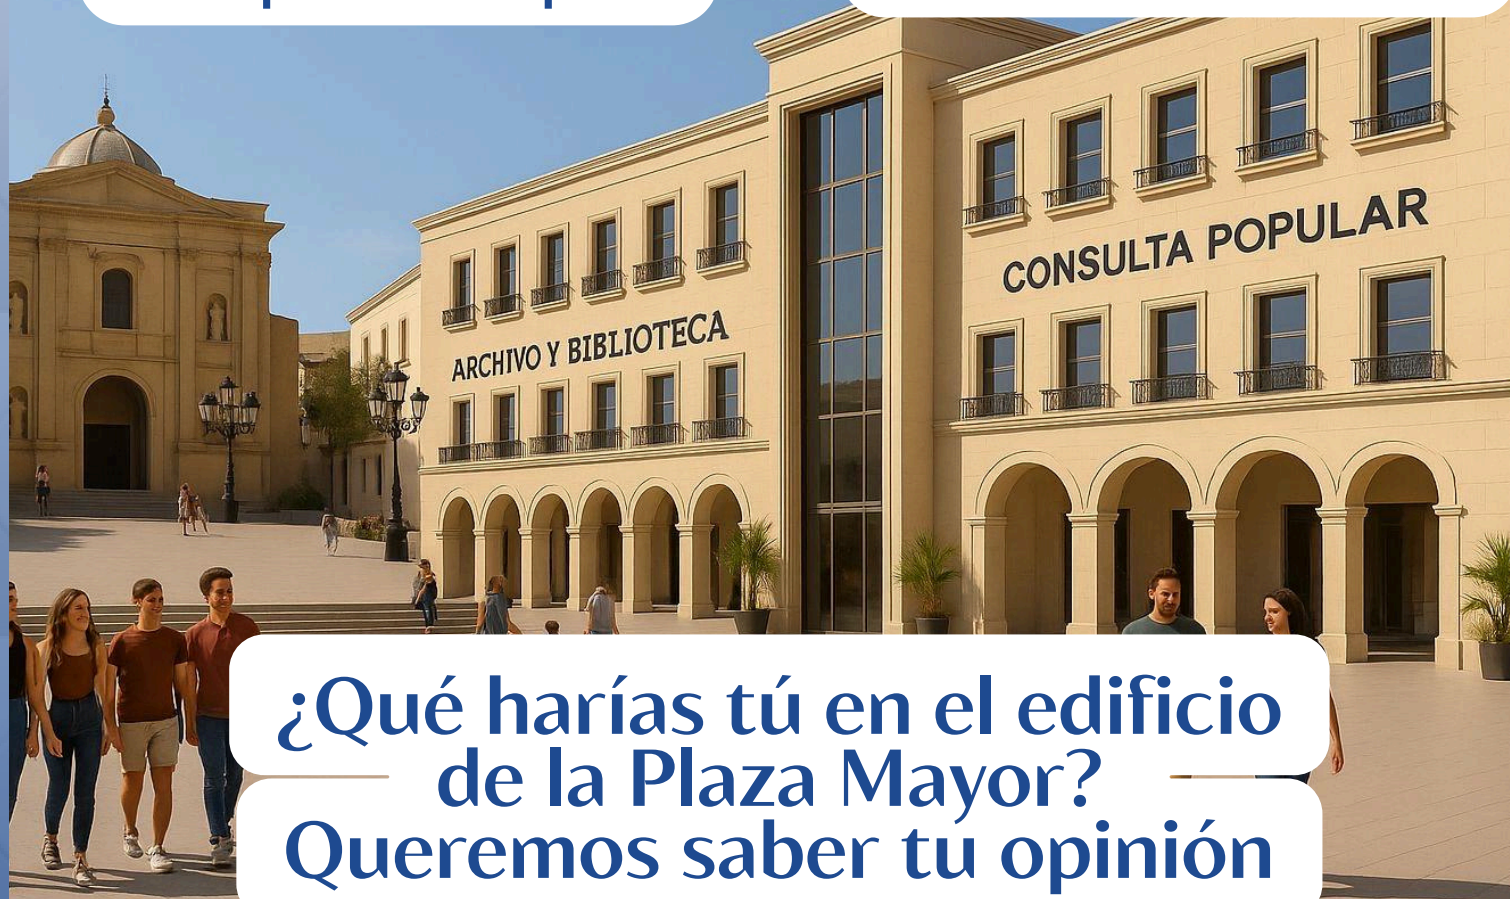 CONSULTA POPULAR
ARCHIVO Y BIBLIOTECA
¿Qué harías tú en el edificio
de la Plaza Mayor?
Queremos saber tu opinión